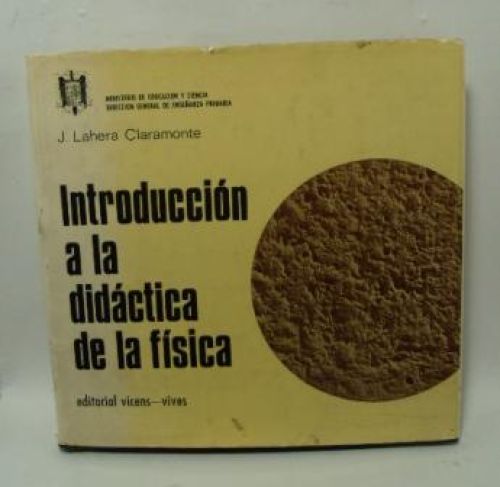 MINISTERIO DE EDUCACION Y CIENCIA
DIRECCION GENERAL DE ENSEÑANZA PRIMARIA
J. Lahera Claramonte
Introducción
a la
didáctica
de la física
editorial vicens—vives